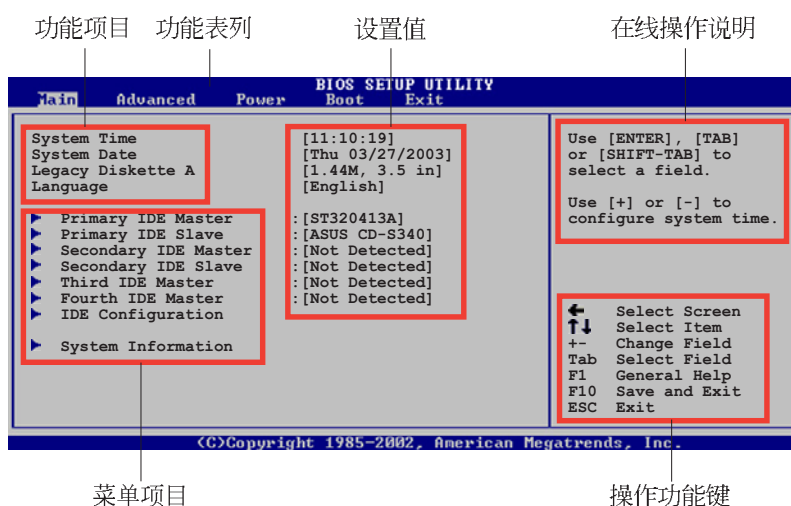 功能项目 功能表列 设置值 在线操作说明
BIOS SETUP UTILITY
Main Advanced Power Boot Exit
System Time [11:10:19]
System Date [Thu 03/27/2003]
Legacy Diskette A [1.44M, 3.5 in]
Language [English]
Primary IDE Master :[ST320413A]
Primary IDE Slave :[ASUS CD-S340]
Secondary IDE Master :[Not Detected]
Secondary IDE Slave :[Not Detected]
Third IDE Master :[Not Detected]
Fourth IDE Master :[Not Detected]
IDE Configuration
System Information
Use [ENTER], [TAB]
or [SHIFT-TAB] to
select a field.
Use [+] or [-] to
configure system time.
← Select Screen
↑↓ Select Item
+- Change Field
Tab Select Field
F1 General Help
F10 Save and Exit
ESC Exit
(C)Copyright 1985-2002, American Megatrends, Inc.
菜单项目 操作功能键